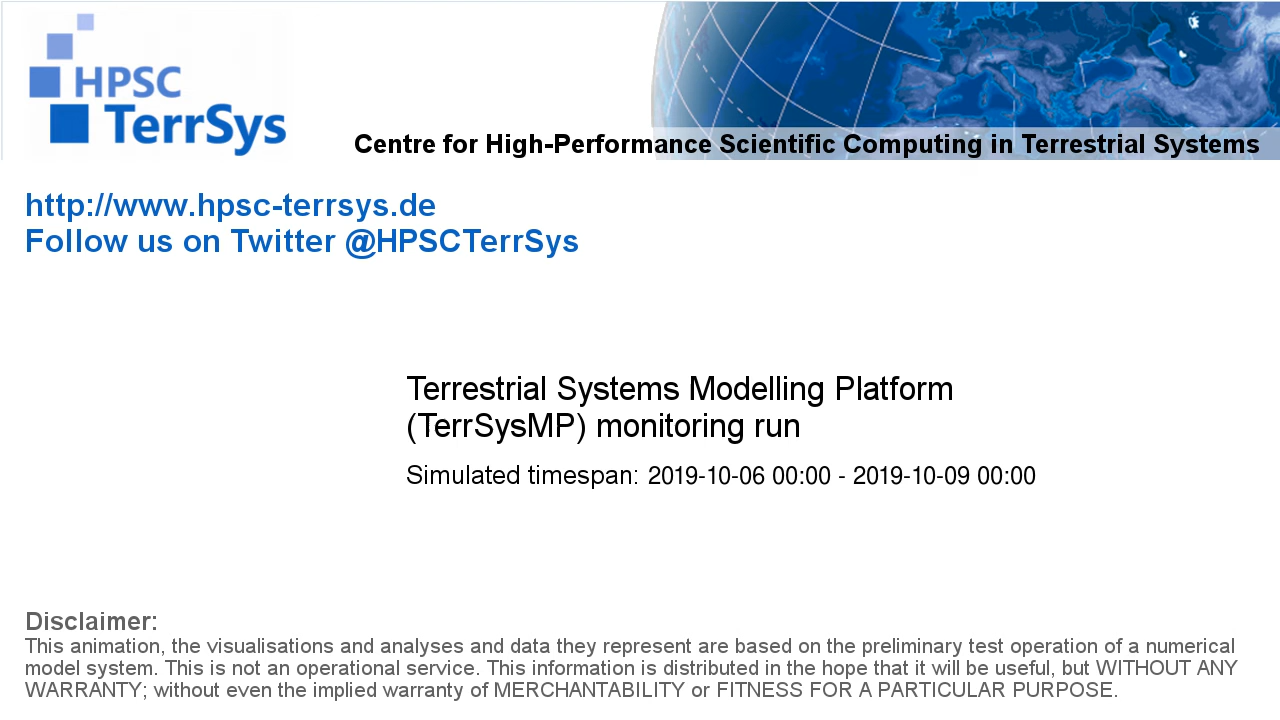 HPSC
TerrSys
Centre for High-Performance Scientific Computing in Terrestrial Systems
http://www.hpsc-terrsys.de
Follow us on Twitter @HPSCTerrSys
Terrestrial Systems Modelling Platform
(TerrSysMP) monitoring run
Simulated timespan: 2019-10-06 00:00 - 2019-10-09 00:00
Disclaimer:
This animation, the visualisations and analyses and data they represent are based on the preliminary test operation of a numerical
model system. This is not an operational service. This information is distributed in the hope that it will be useful, but WITHOUT ANY
WARRANTY; without even the implied warranty of MERCHANTABILITY or FITNESS FOR A PARTICULAR PURPOSE.